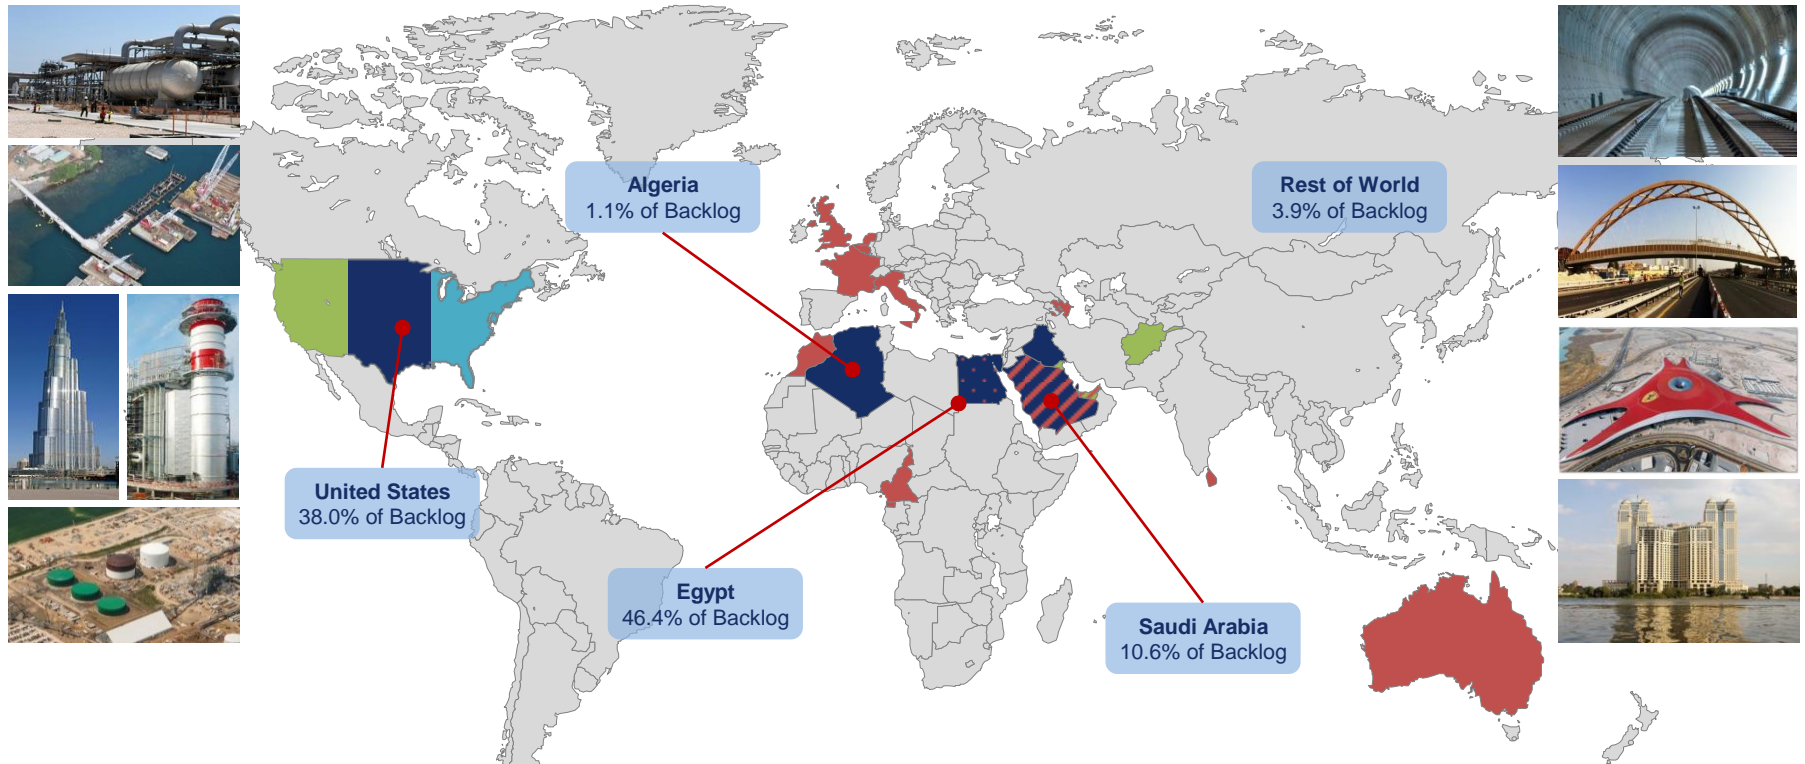 Algeria
1.1% of Backlog
Rest of World
3.9% of Backlog
United States
38.0% of Backlog
Egypt
46.4% of Backlog
Saudi Arabia
10.6% of Backlog